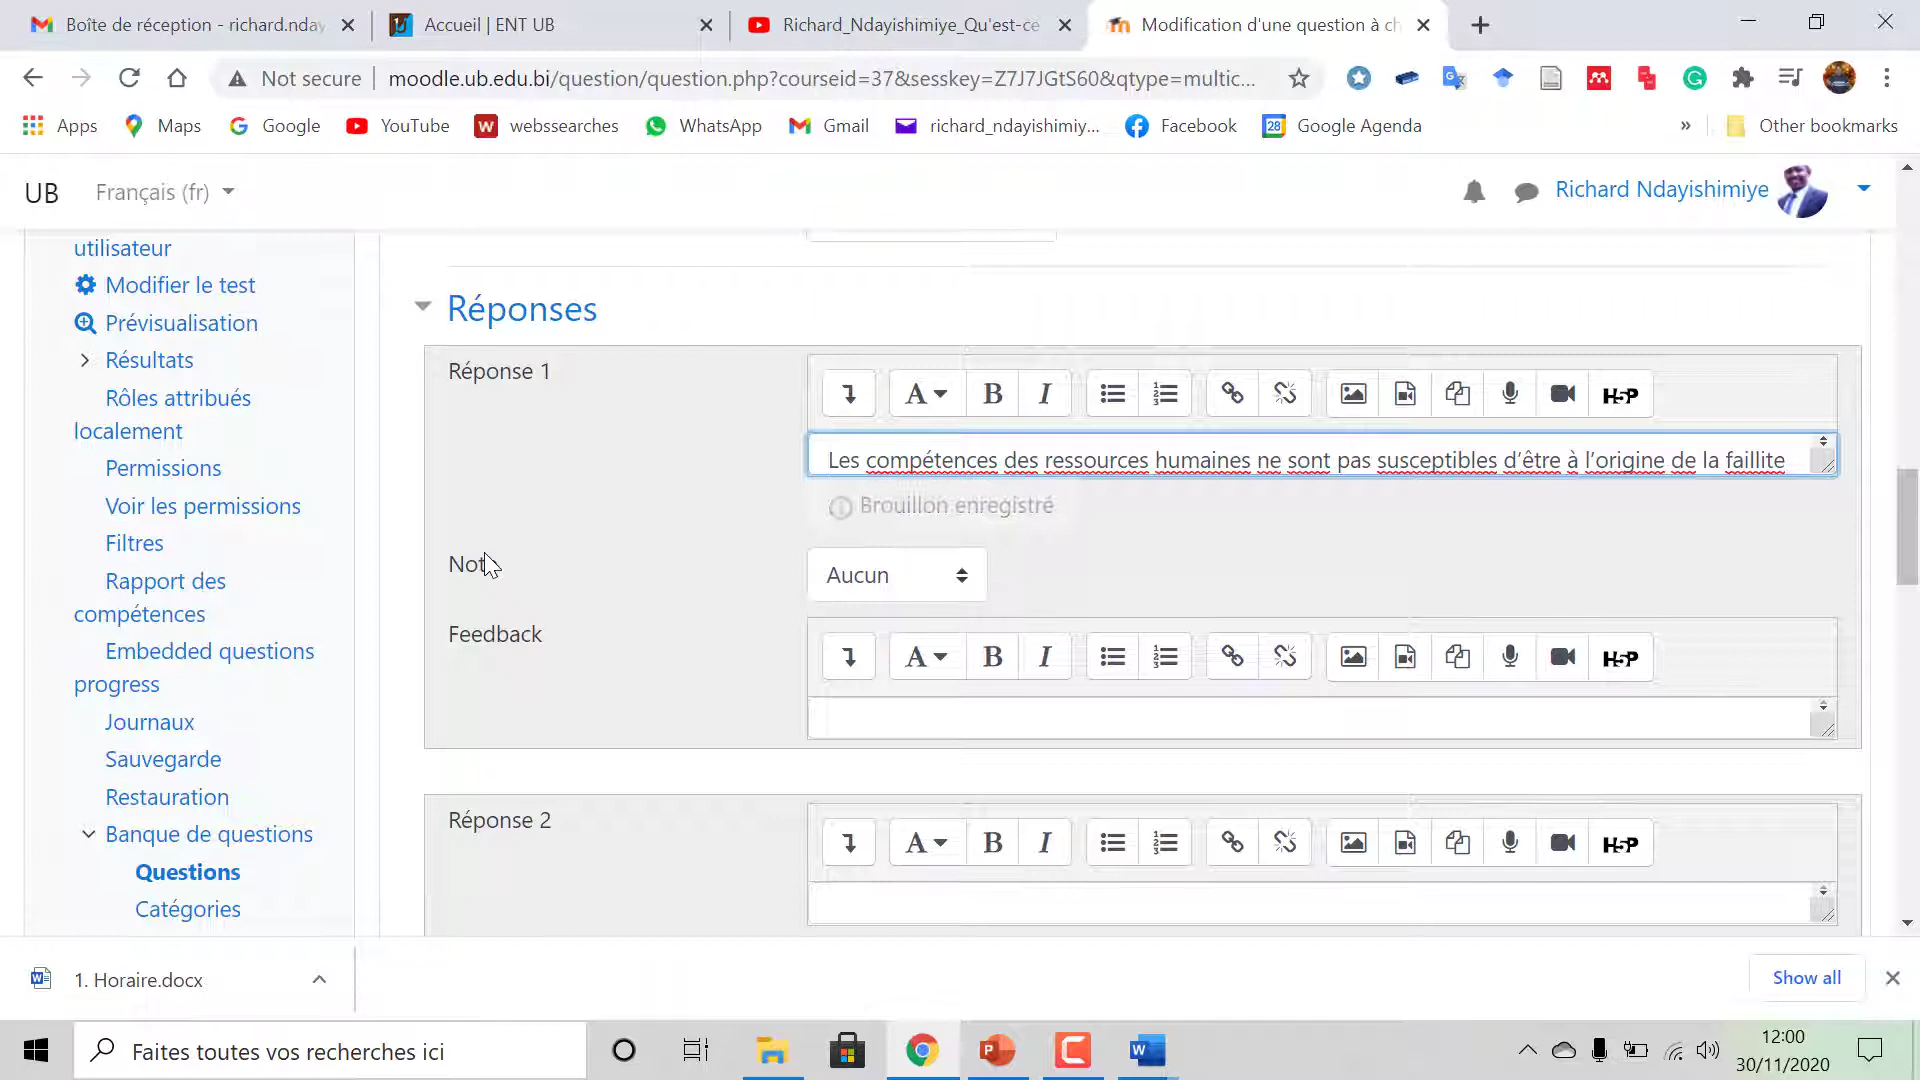 Boîte de réception - richard.nday
Accueil | ENT UB
Richard_Ndayishimiye_Qu'est-ce
Modification d'une question à ch
Not secure
moodle.ub.edu.bi/question/question.php?courseid=37&sesskey=Z7J7JGtS60&qtype=multic...
Apps
Maps
Google
YouTube
webssearches
WhatsApp
Gmail
richard_ndayishimiy...
Facebook
Google Agenda
»
Other bookmarks
UB
Français (fr)
Richard Ndayishimiye
utilisateur
Modifier le test
Prévisualisation
Résultats
Rôles attribués
localement
Permissions
Voir les permissions
Filtres
Rapport des
compétences
Embedded questions
progress
Journaux
Sauvegarde
Restauration
Banque de questions
Questions
Catégories
Réponses
Réponse 1
A B I H5P
Les compétences des ressources humaines ne sont pas susceptibles d'être à l'origine de la faillite
Brouillon enregistré
Not
Aucun
Feedback
A B I H5P
Réponse 2
A B I H5P
1. Horaire.docx
Show all
Faites toutes vos recherches ici
12:00
30/11/2020